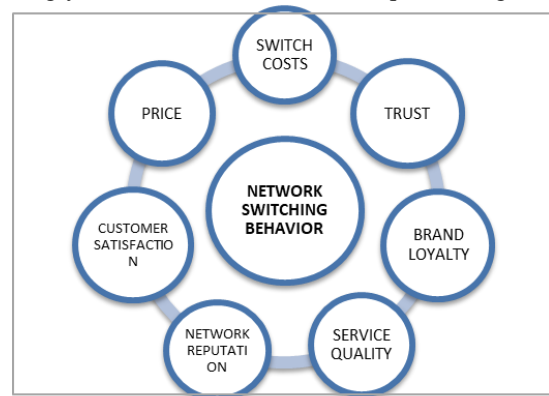 SWITCH
COSTS
TRUST
BRAND
LOYALTY
SERVICE
QUALITY
NETWORK
REPUTATI
ON
CUSTOMER
SATISFACTIO
N
PRICE
NETWORK
SWITCHING
BEHAVIOR